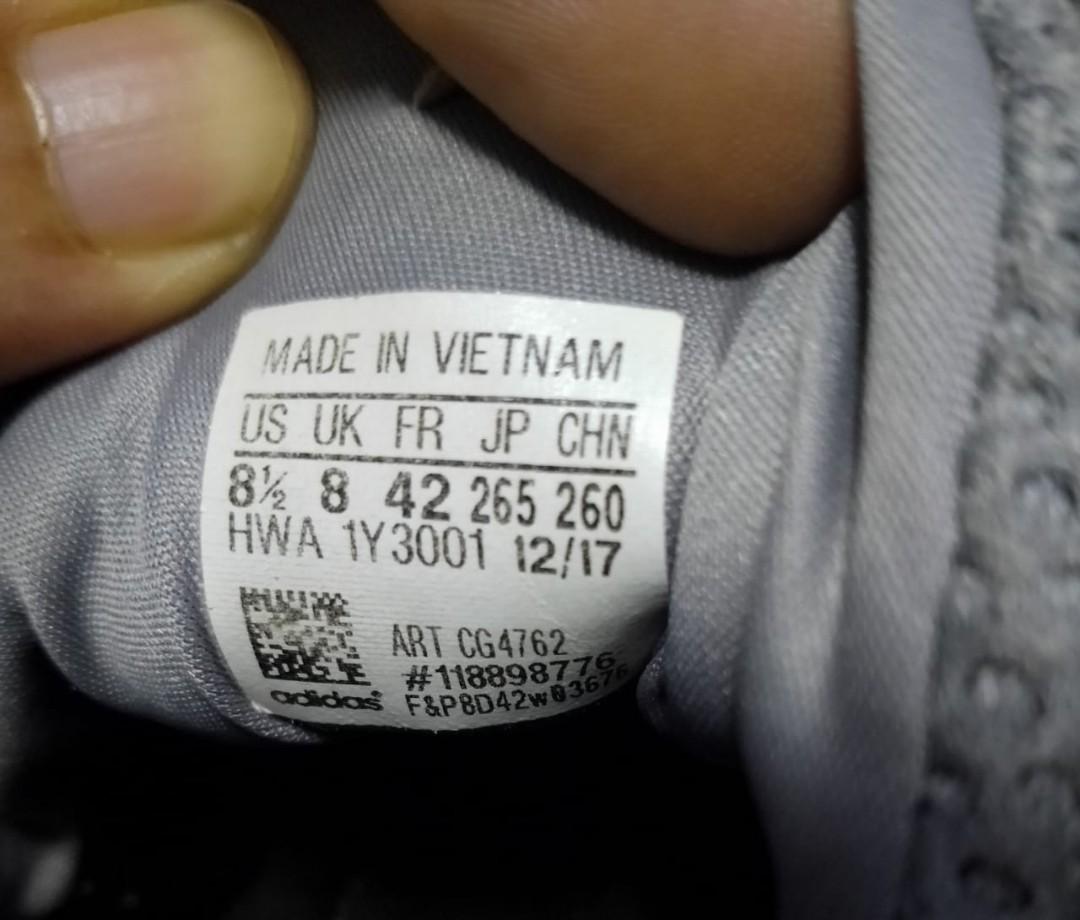 MADE IN VIETNAM
US UK FR JP CHN
8½ 8 42 265 260
HWA 1Y3001 12/17
ART CG4762
#118898776
adidas
F&P8D42w03676